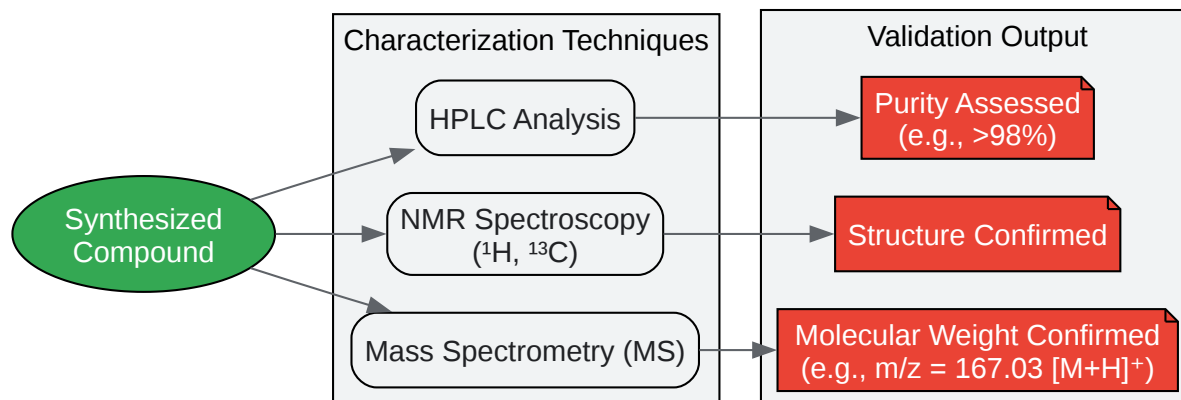 Characterization Techniques
Validation Output
Synthesized
Compound
HPLC Analysis
Purity Assessed
(e.g., >98%)
NMR Spectroscopy
(¹H, ¹³C)
Structure Confirmed
Mass Spectrometry (MS)
Molecular Weight Confirmed
(e.g., m/z = 167.03 [M+H]⁺)